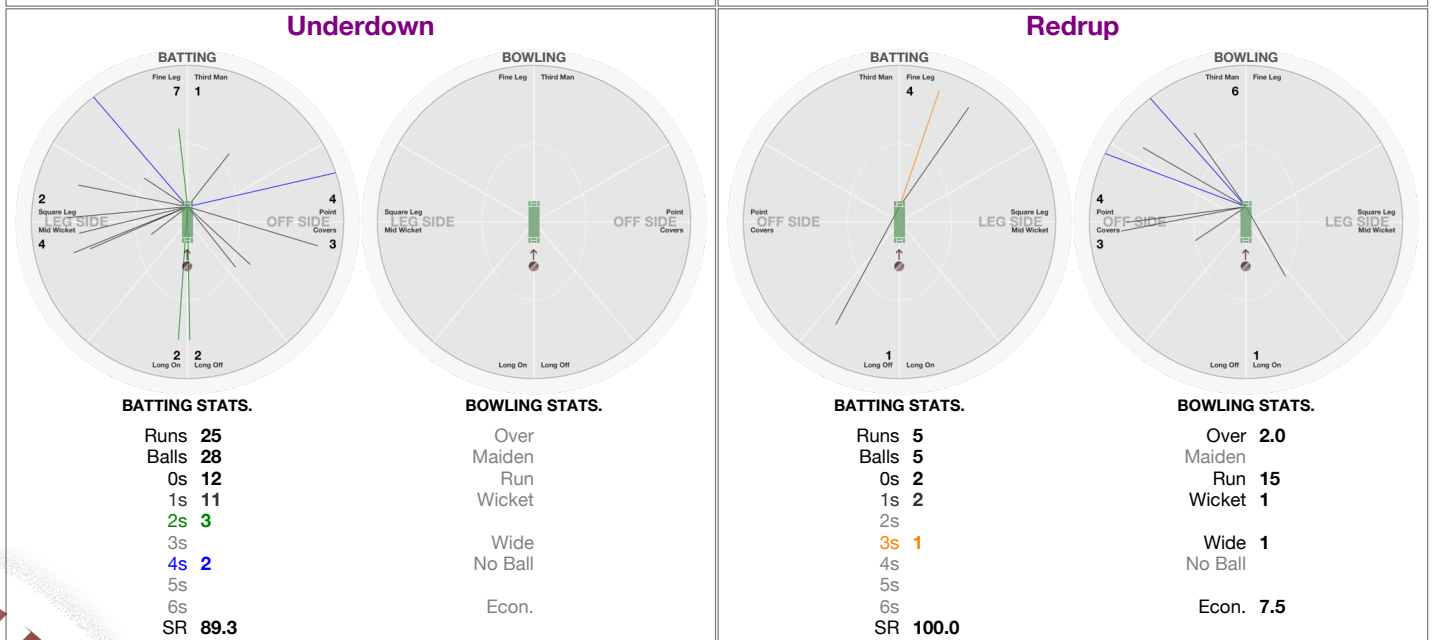 Underdown
BATTING
Fine Leg Third Man
7 1
2 4
Square Leg Point
LEG SIDE OFF SIDE
Mid Wicket Covers
4 3
2 2
Long On Long Off
BOWLING
Fine Leg Third Man
Square Leg Point
LEG SIDE OFF SIDE
Mid Wicket Covers
Long On Long Off
BATTING STATS.
Runs 25
Balls 28
0s 12
1s 11
2s 3
3s
4s 2
5s
6s
SR 89.3
BOWLING STATS.
Over
Maiden
Run
Wicket
Wide
No Ball
Econ.
Redrup
BATTING
Third Man Fine Leg
4
Point Square Leg
OFF SIDE LEG SIDE
Covers Mid Wicket
1
Long Off Long On
BOWLING
Third Man Fine Leg
6
4
Point Square Leg
OFF SIDE LEG SIDE
Covers Mid Wicket
3
1
Long Off Long On
BATTING STATS.
Runs 5
Balls 5
0s 2
1s 2
2s
3s 1
4s
5s
6s
SR 100.0
BOWLING STATS.
Over 2.0
Maiden
Run 15
Wicket 1
Wide 1
No Ball
Econ. 7.5